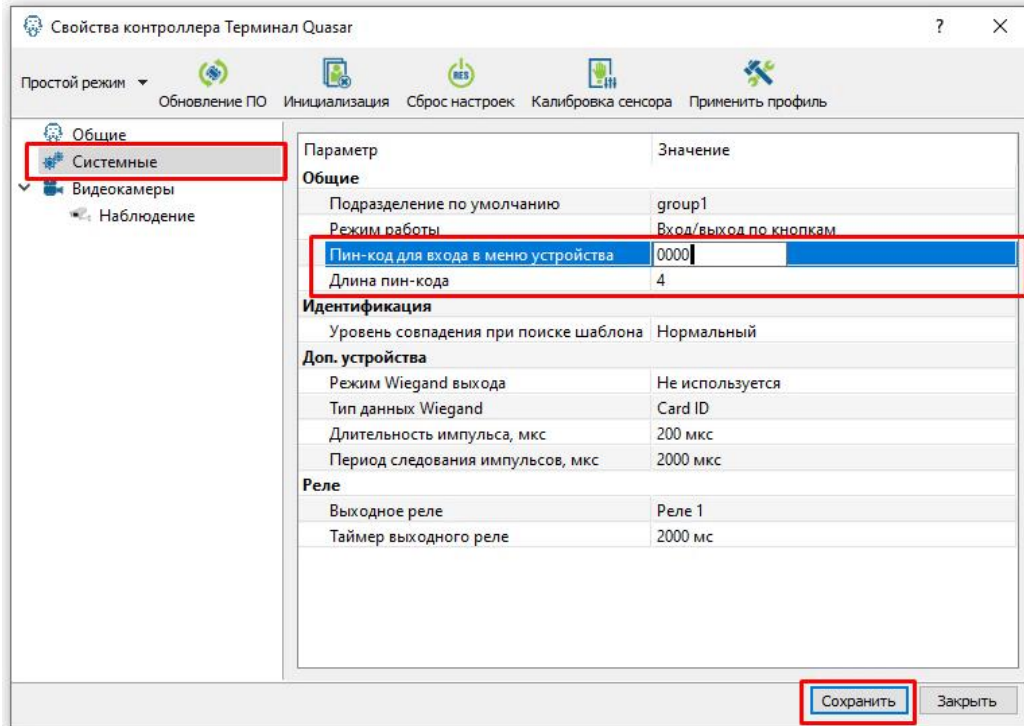 Свойства контроллера Терминал Quasar
Простой режим
Обновление ПО Инициализация Сброс настроек Калибровка сенсора Применить профиль
RES
Общие
Системные
Видеокамеры
Наблюдение
Параметр Значение
Общие
Подразделение по умолчанию group1
Режим работы Вход/выход по кнопкам
Пин-код для входа в меню устройства 0000
Длина пин-кода 4
Идентификация
Уровень совпадения при поиске шаблона Нормальный
Доп. устройства
Режим Wiegand выхода Не используется
Тип данных Wiegand Card ID
Длительность импульса, мкс 200 мкс
Период следования импульсов, мкс 2000 мкс
Реле
Выходное реле Реле 1
Таймер выходного реле 2000 мс
Сохранить Закрыть